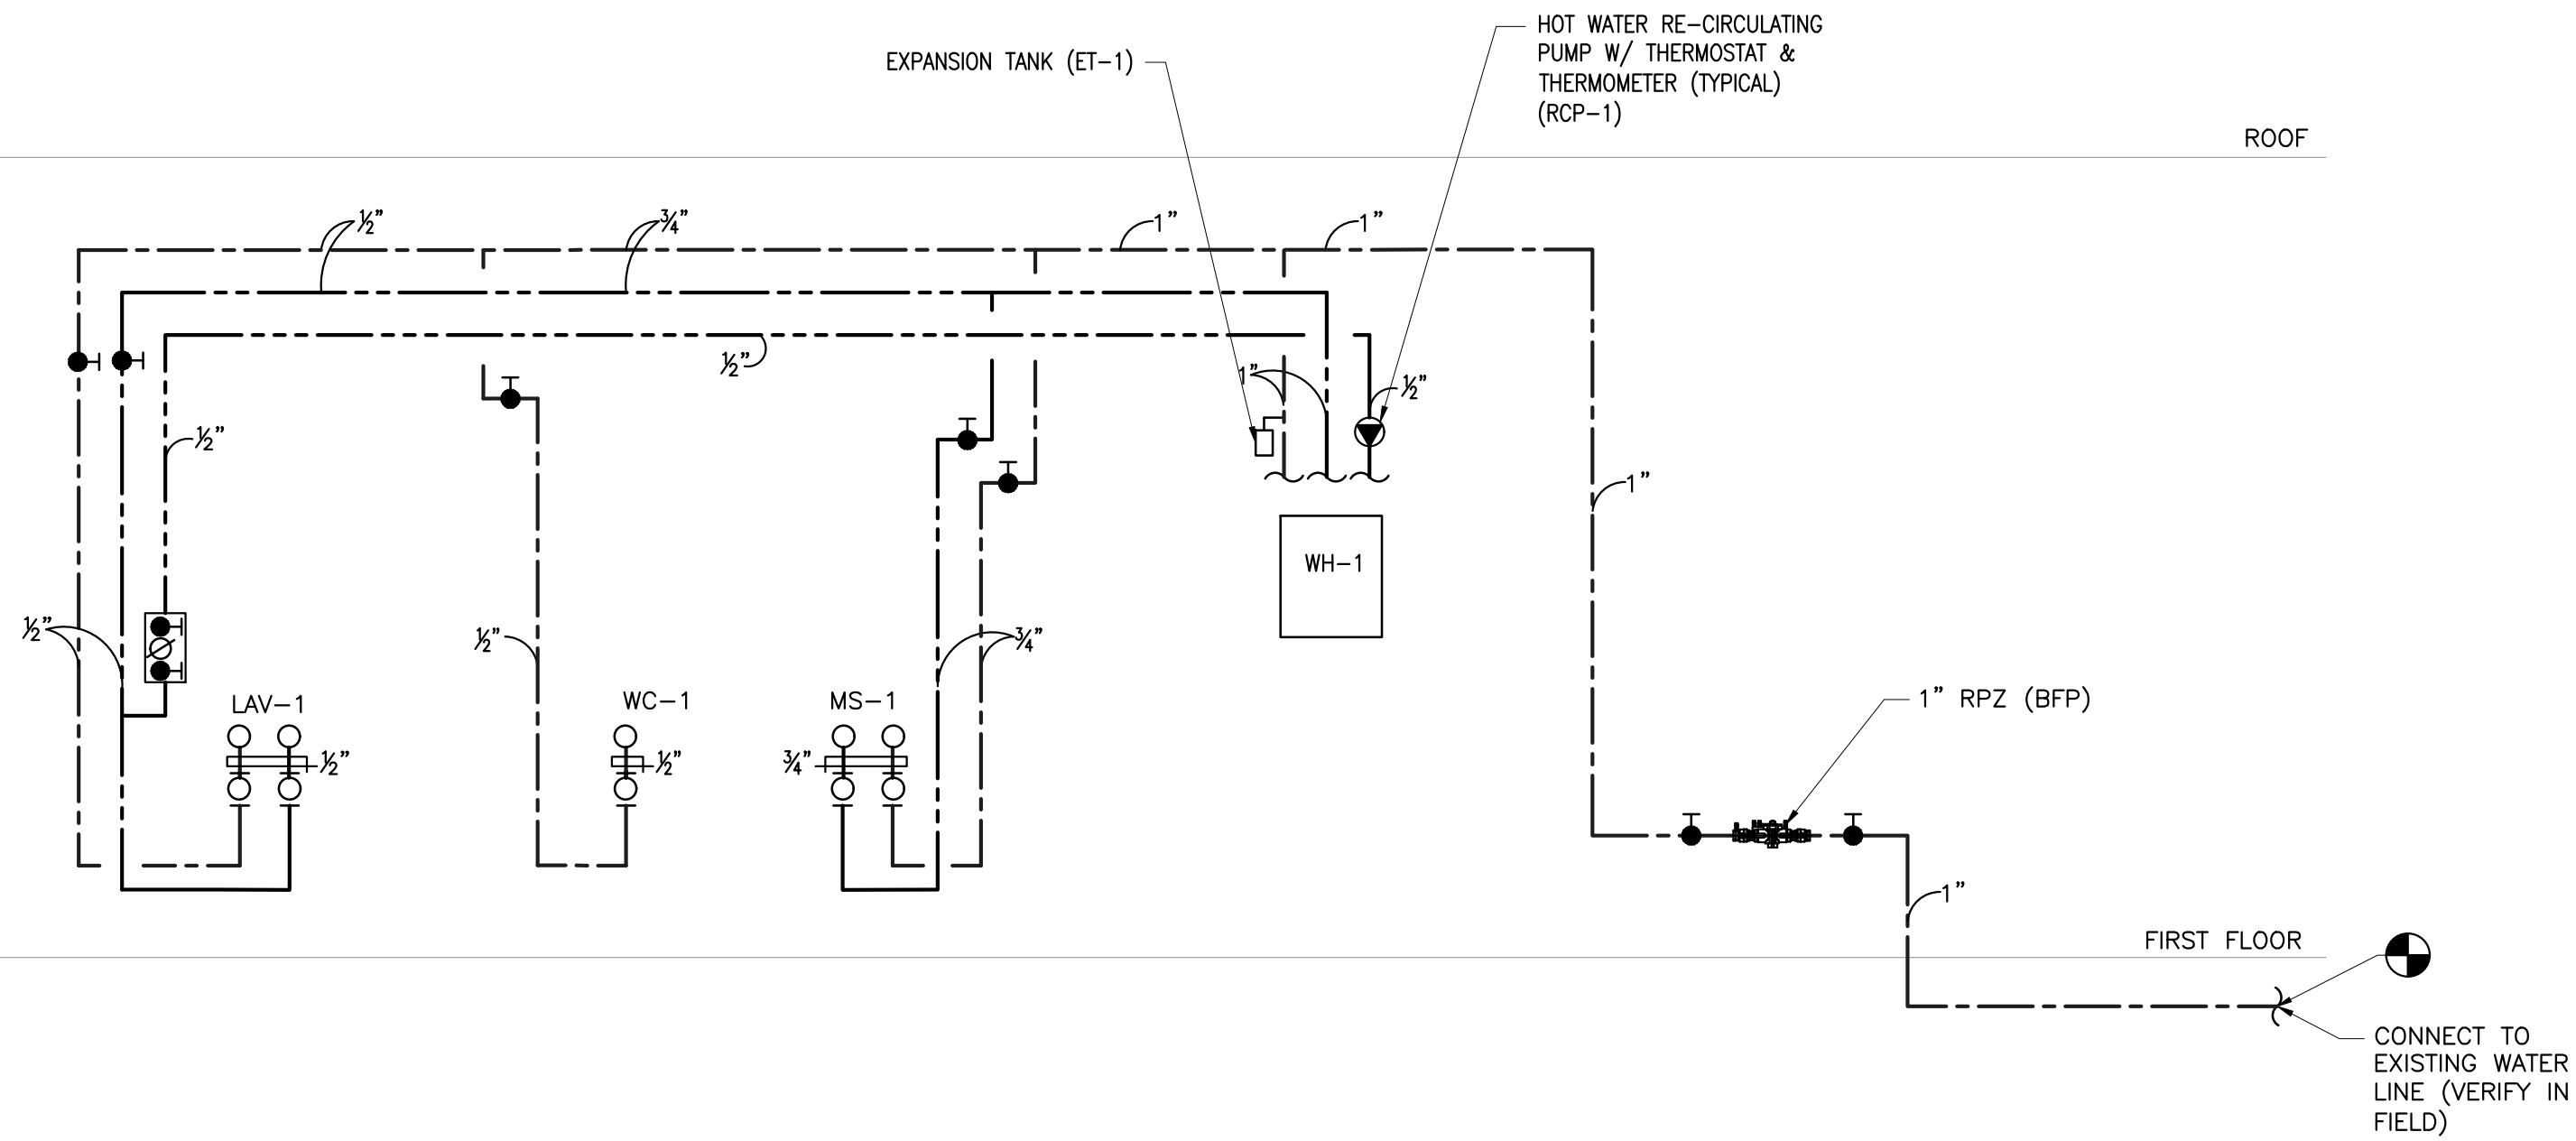 HOT WATER RE-CIRCULATING
PUMP W/ THERMOSTAT &
THERMOMETER (TYPICAL)
(RCP-1)
EXPANSION TANK (ET-1)
ROOF
½"
¾"
1"
1"
½"
1"
½"
½"
1"
WH-1
½"
½"
¾"
LAV-1
WC-1
MS-1
1" RPZ (BFP)
½"
½"
¾"
1"
FIRST FLOOR
CONNECT TO
EXISTING WATER
LINE (VERIFY IN
FIELD)